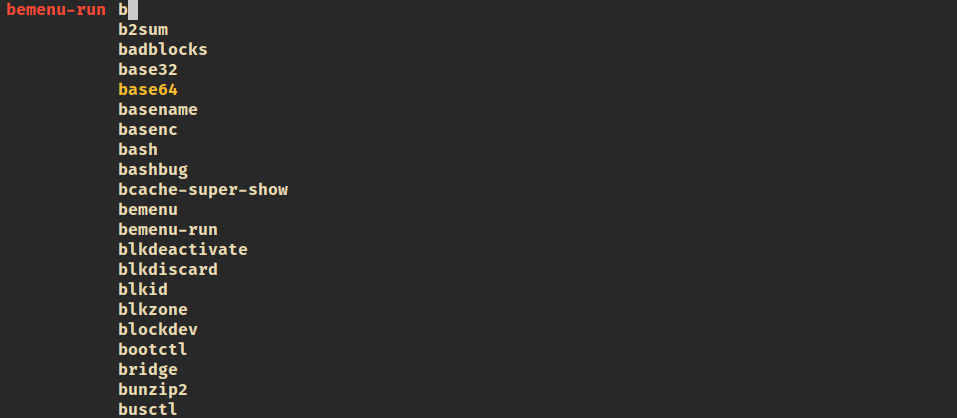 bemenu-run b
b2sum
badblocks
base32
base64
basename
basenc
bash
bashbug
bcache-super-show
bemenu
bemenu-run
blkdeactivate
blkdiscard
blkid
blkzone
blockdev
bootctl
bridge
bunzip2
busctl